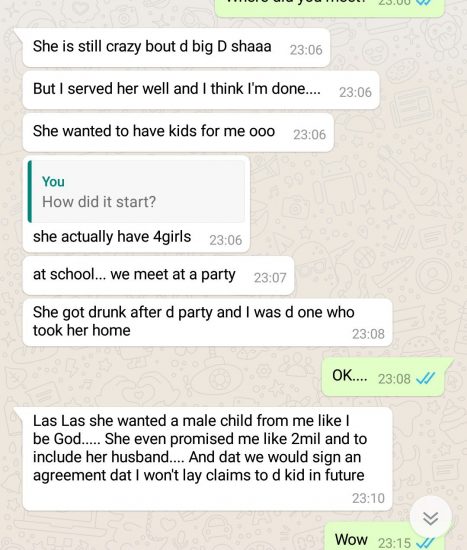 Where did you meet? 23:06
She is still crazy bout d big D shaaa 23:06
But I served her well and I think I'm done.... 23:06
She wanted to have kids for me ooo 23:06
You
How did it start?
she actually have 4girls 23:06
at school... we meet at a party 23:07
She got drunk after d party and I was d one who
took her home 23:08
OK.... 23:08
Las Las she wanted a male child from me like I
be God..... She even promised me like 2mil and to
include her husband.... And dat we would sign an
agreement dat I won't lay claims to d kid in future
23:10
Wow 23:15